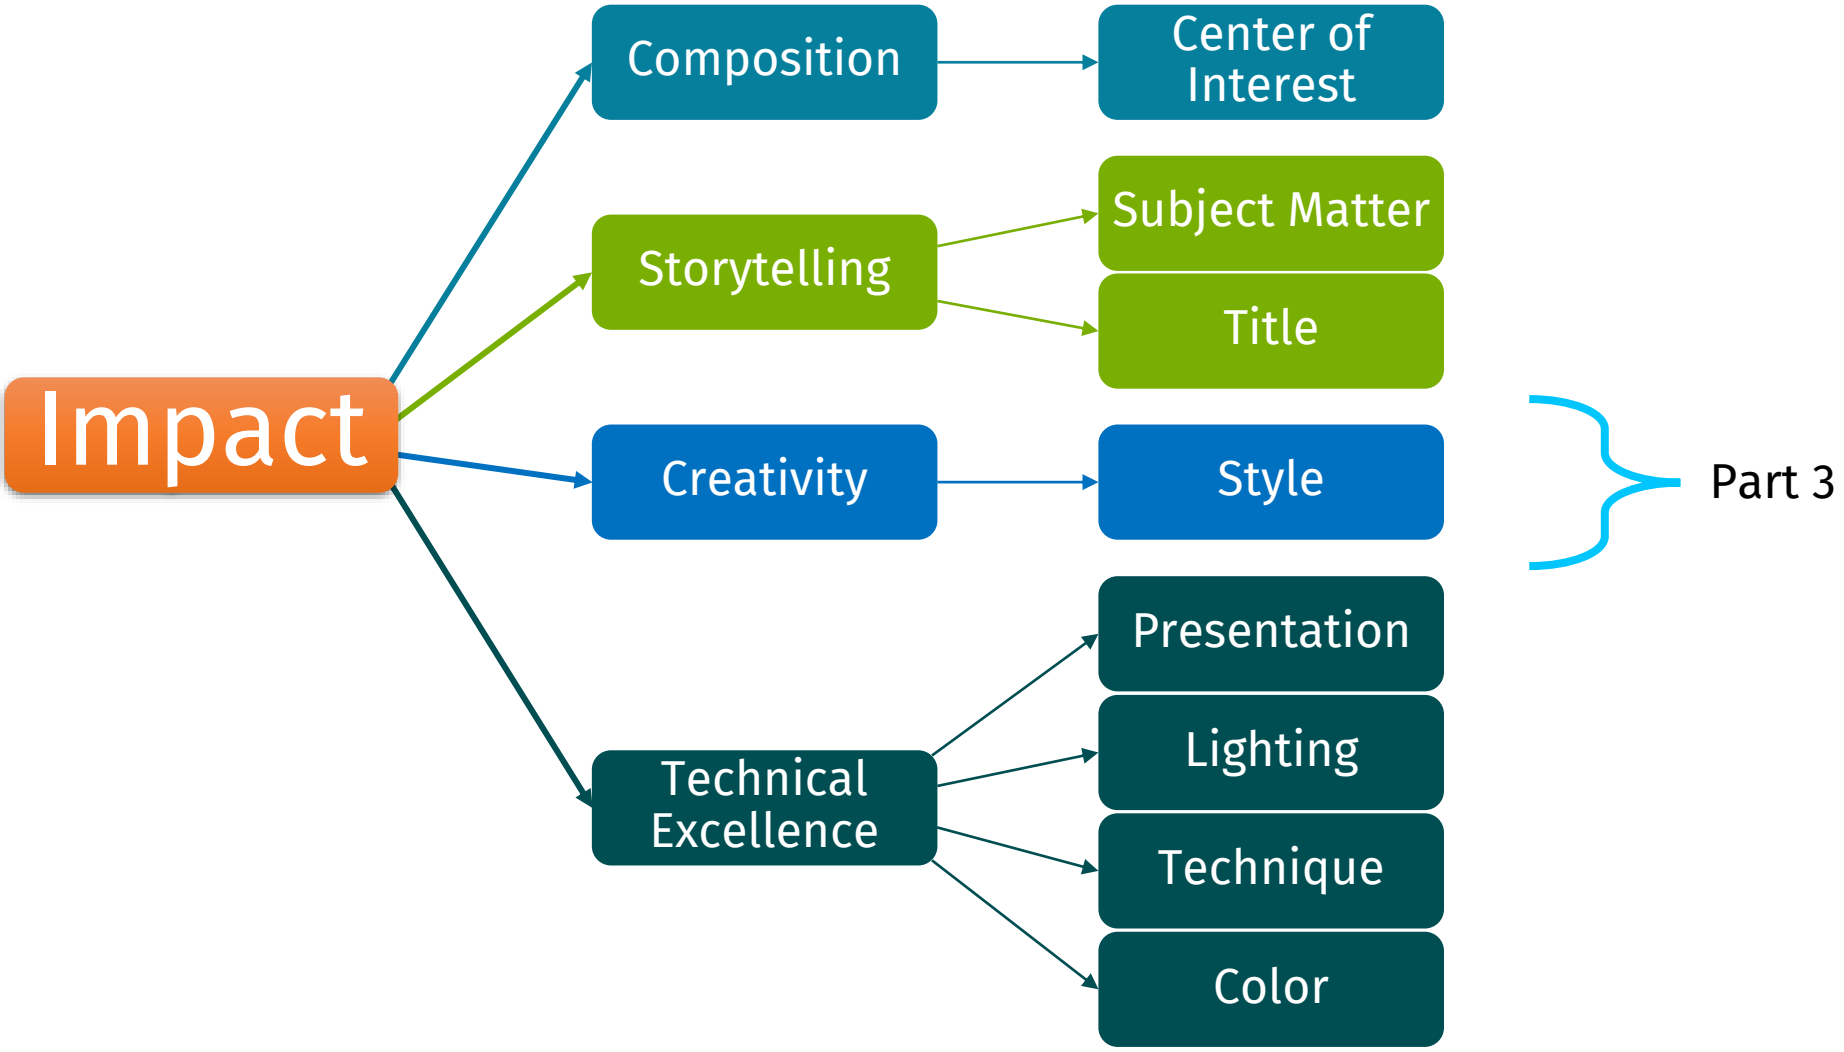 Impact
Composition
Center of
Interest
Storytelling
Subject Matter
Title
Creativity
Style
Part 3
Technical
Excellence
Presentation
Lighting
Technique
Color